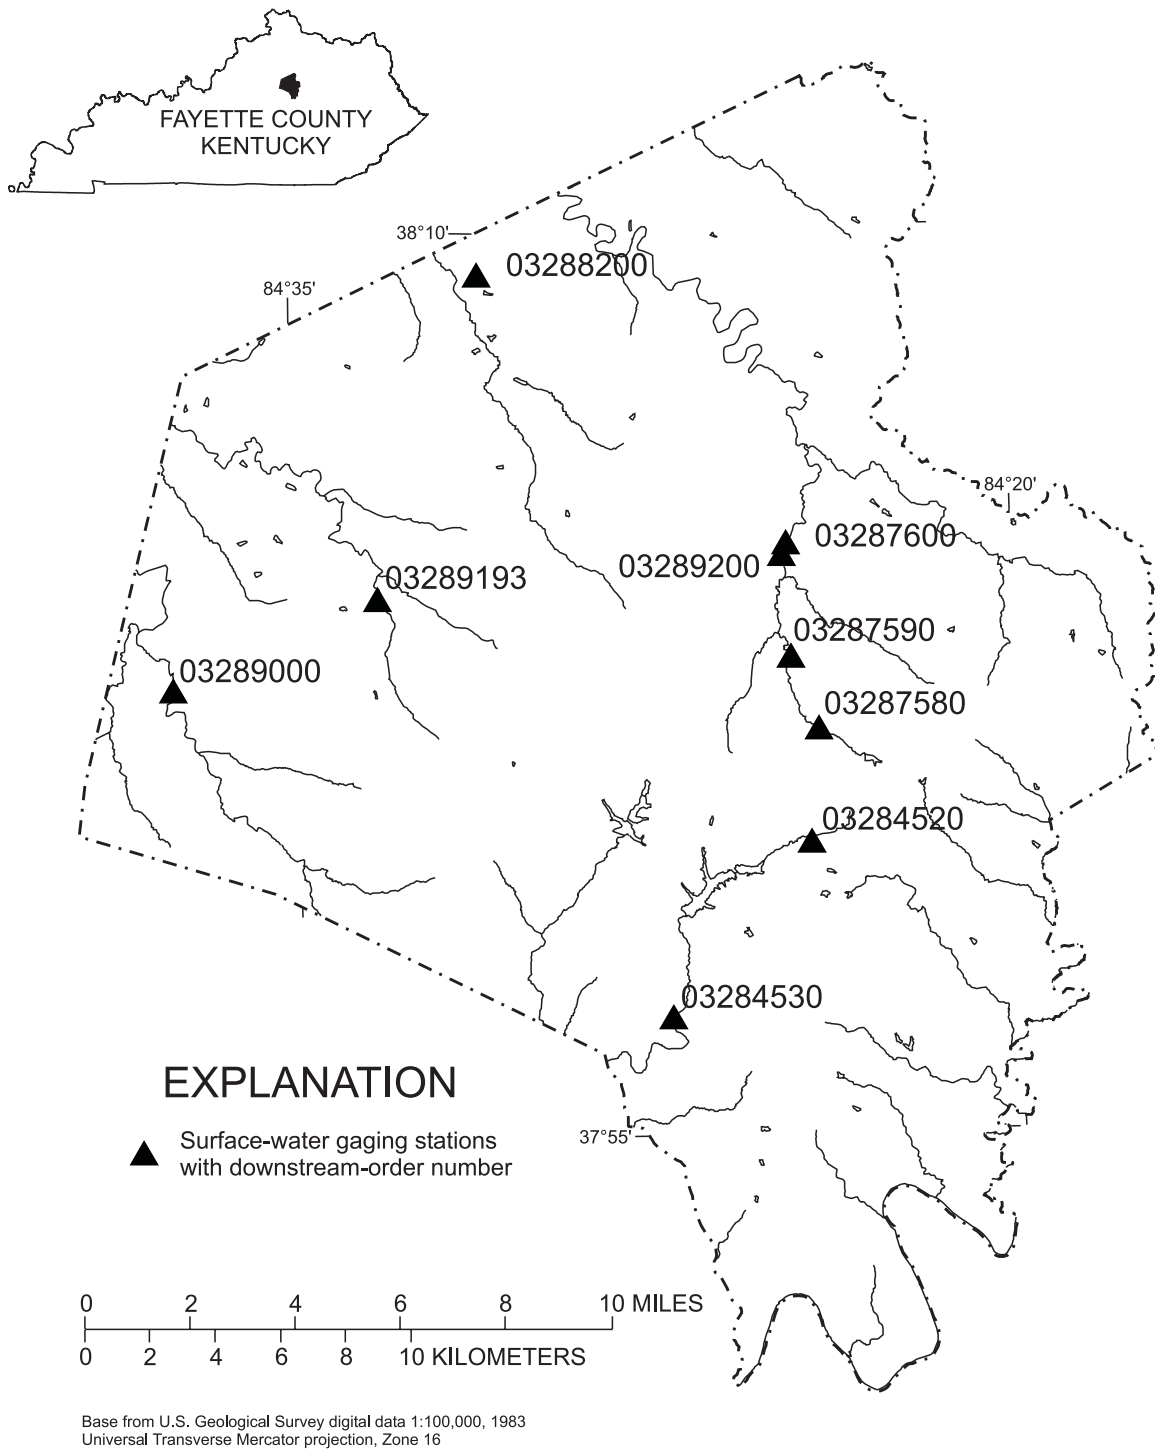 FAYETTE COUNTY
KENTUCKY
38°10'
03288200
84°35'
84°20'
03287600
03289200
03289193
03287590
03289000
03287580
03284520
03284530
EXPLANATION
Surface-water gaging stations
with downstream-order number
37°55'
0 2 4 6 8 10 MILES
0 2 4 6 8 10 KILOMETERS
Base from U.S. Geological Survey digital data 1:100,000, 1983
Universal Transverse Mercator projection, Zone 16